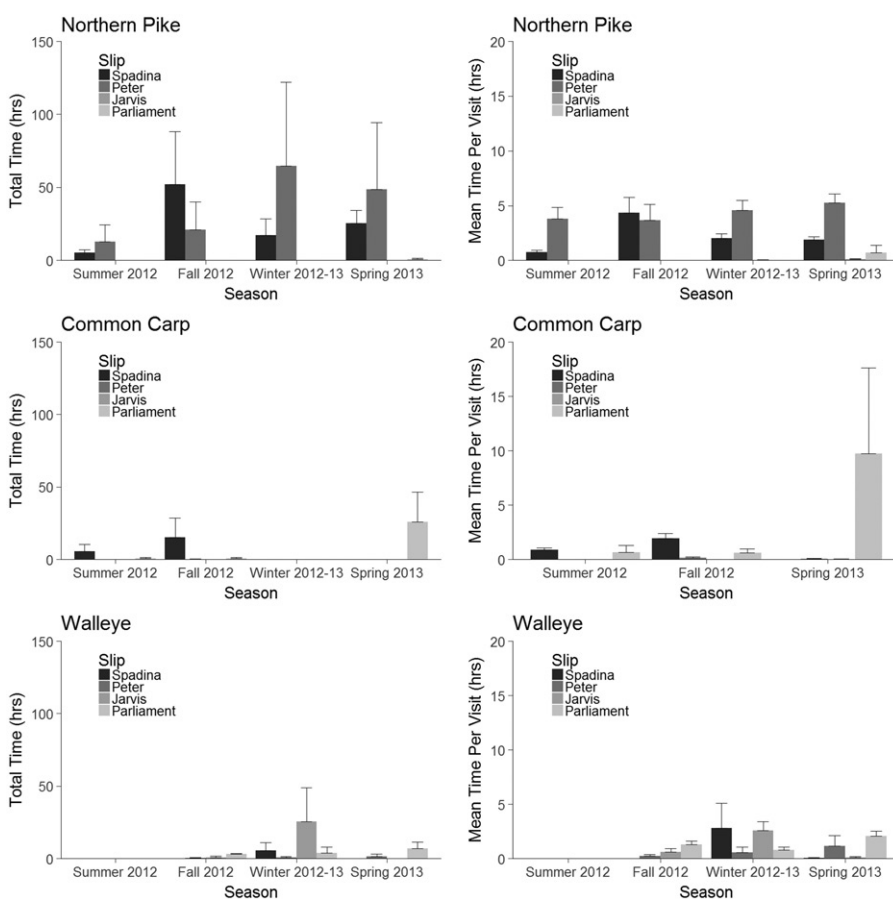 Northern Pike
150
100
50
0
Total Time (hrs)
Slip
Spadina
Peter
Jarvis
Parliament
Summer 2012 Fall 2012 Winter 2012-13 Spring 2013
Season
Northern Pike
20
15
10
5
0
Mean Time Per Visit (hrs)
Slip
Spadina
Peter
Jarvis
Parliament
Summer 2012 Fall 2012 Winter 2012-13 Spring 2013
Season
Common Carp
150
100
50
0
Total Time (hrs)
Slip
Spadina
Peter
Jarvis
Parliament
Summer 2012 Fall 2012 Winter 2012-13 Spring 2013
Season
Common Carp
20
15
10
5
0
Mean Time Per Visit (hrs)
Slip
Spadina
Peter
Jarvis
Parliament
Summer 2012 Fall 2012 Spring 2013
Season
Walleye
150
100
50
0
Total Time (hrs)
Slip
Spadina
Peter
Jarvis
Parliament
Summer 2012 Fall 2012 Winter 2012-13 Spring 2013
Season
Walleye
20
15
10
5
0
Mean Time Per Visit (hrs)
Slip
Spadina
Peter
Jarvis
Parliament
Summer 2012 Fall 2012 Winter 2012-13 Spring 2013
Season